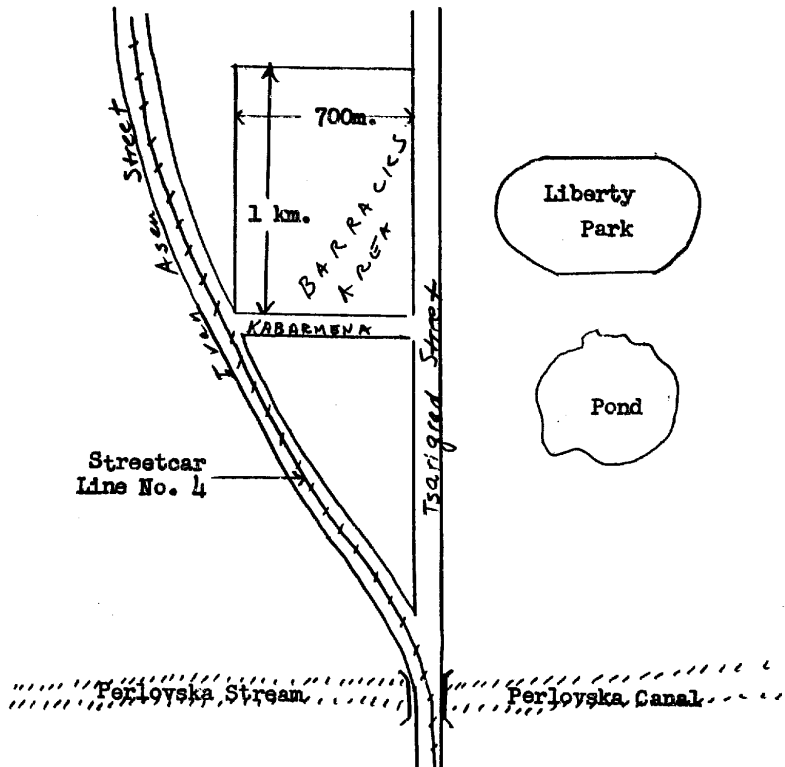 700m.
1 km.
BARRACKS
AREA
Liberty
Park
Ivan Asen Street
KABARMENA
Tsarigred Street
Pond
Streetcar
Line No. 4
Perlovska Stream
Perlovska Canal